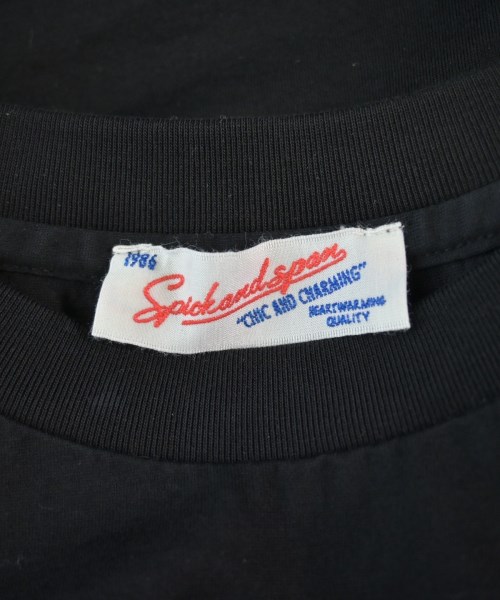 1986
Spickandspan
"CHIC AND CHARMING"
HEARTWARMING
QUALITY